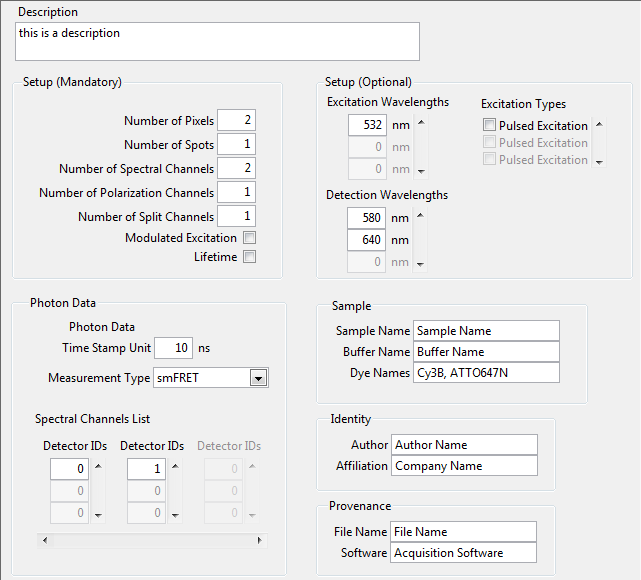 Description
this is a description
Setup (Mandatory)
Number of Pixels 2
Number of Spots 1
Number of Spectral Channels 2
Number of Polarization Channels 1
Number of Split Channels 1
Modulated Excitation
Lifetime
Setup (Optional)
Excitation Wavelengths Excitation Types
532 nm Pulsed Excitation
0 nm Pulsed Excitation
0 nm Pulsed Excitation
Detection Wavelengths
580 nm
640 nm
0 nm
Photon Data
Photon Data
Time Stamp Unit 10 ns
Measurement Type smFRET
Spectral Channels List
Detector IDs Detector IDs Detector IDs
0 1 0
0 0 0
0 0 0
Sample
Sample Name Sample Name
Buffer Name Buffer Name
Dye Names Cy3B, ATTO647N
Identity
Author Author Name
Affiliation Company Name
Provenance
File Name File Name
Software Acquisition Software